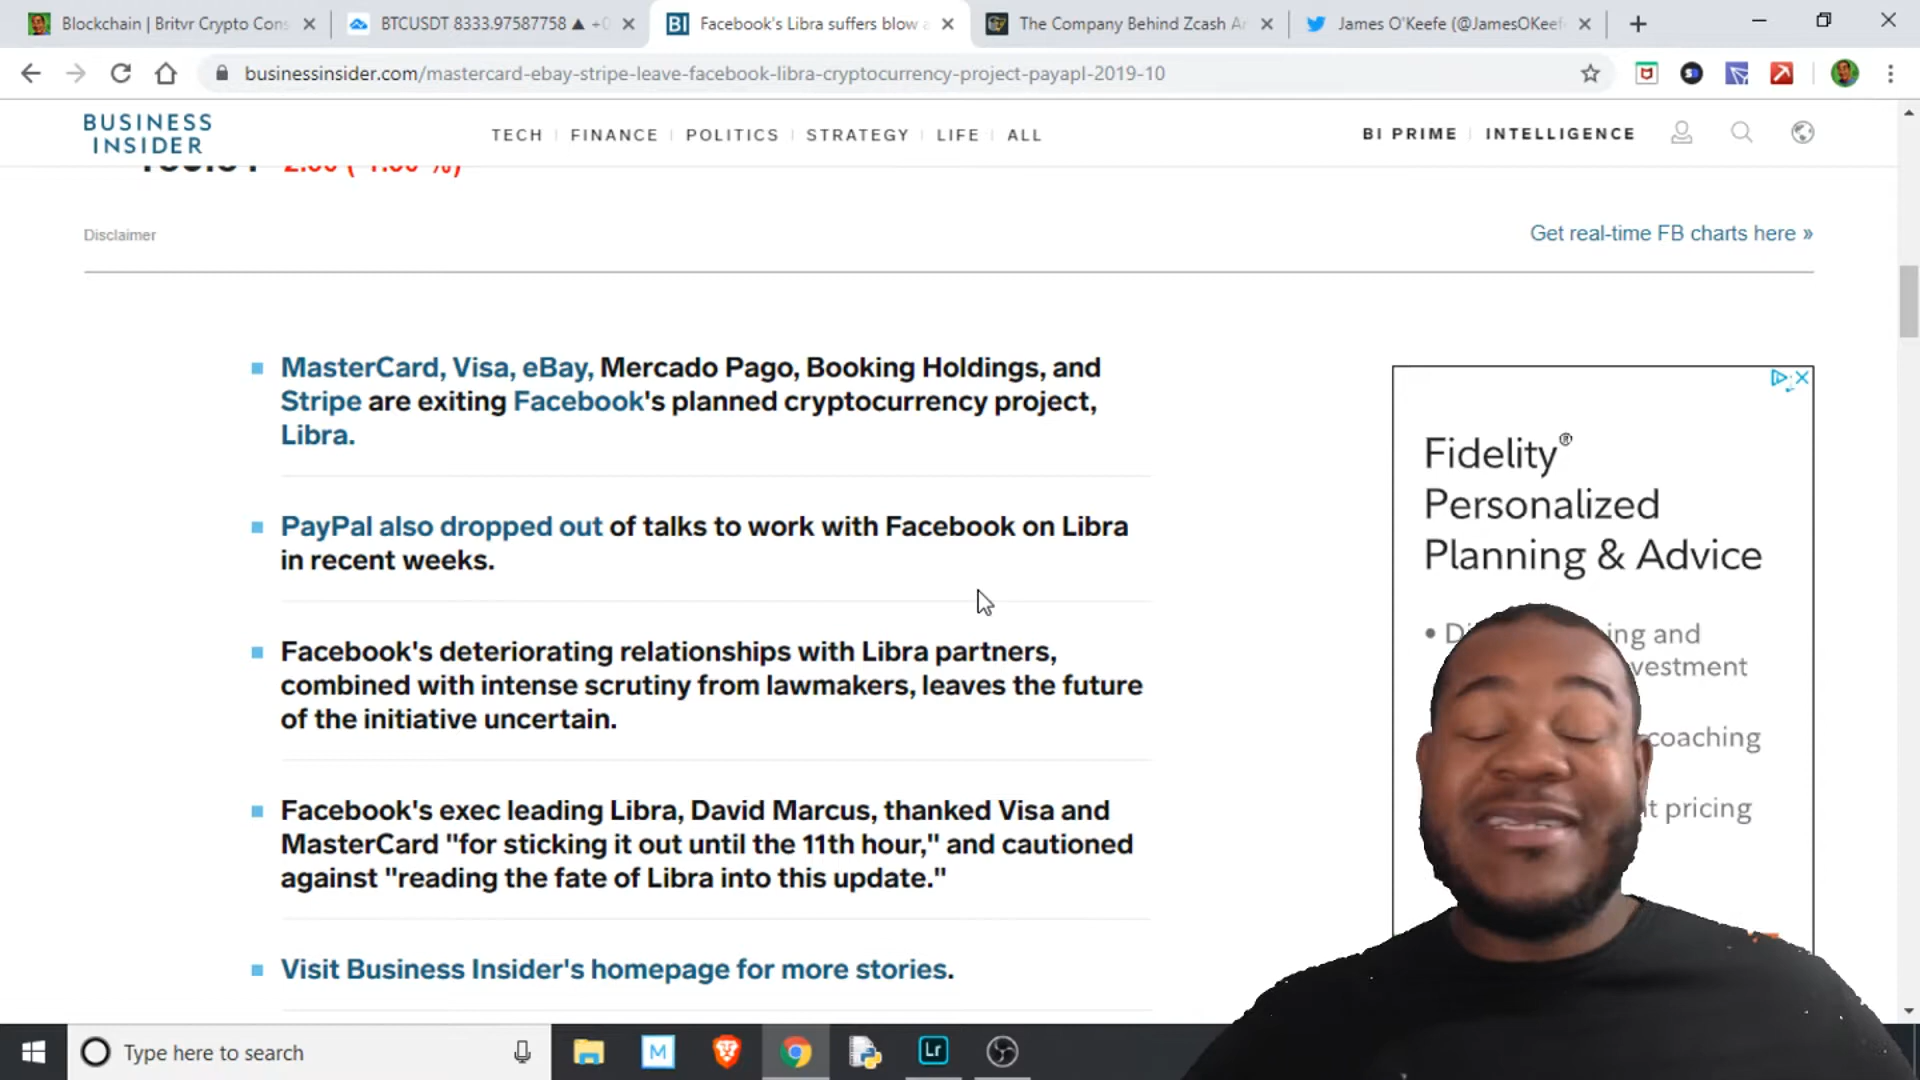 Blockchain | Britvr Crypto Cons
BTCUSDT 8333.97587758 ▲ +0
Facebook's Libra suffers blow a
The Company Behind Zcash A
James O'Keefe (@JamesOKeef
businessinsider.com/mastercard-ebay-stripe-leave-facebook-libra-cryptocurrency-project-payapl-2019-10
BUSINESS
INSIDER
TECH
FINANCE
POLITICS
STRATEGY
LIFE
ALL
BI PRIME
INTELLIGENCE
Disclaimer
Get real-time FB charts here »
MasterCard, Visa, eBay, Mercado Pago, Booking Holdings, and
Stripe are exiting Facebook's planned cryptocurrency project,
Libra.
PayPal also dropped out of talks to work with Facebook on Libra
in recent weeks.
Facebook's deteriorating relationships with Libra partners,
combined with intense scrutiny from lawmakers, leaves the future
of the initiative uncertain.
Facebook's exec leading Libra, David Marcus, thanked Visa and
MasterCard "for sticking it out until the 11th hour," and cautioned
against "reading the fate of Libra into this update."
Visit Business Insider's homepage for more stories.
Fidelity®
Personalized
Planning & Advice
ing and
vestment
coaching
t pricing
Type here to search
M
Lr